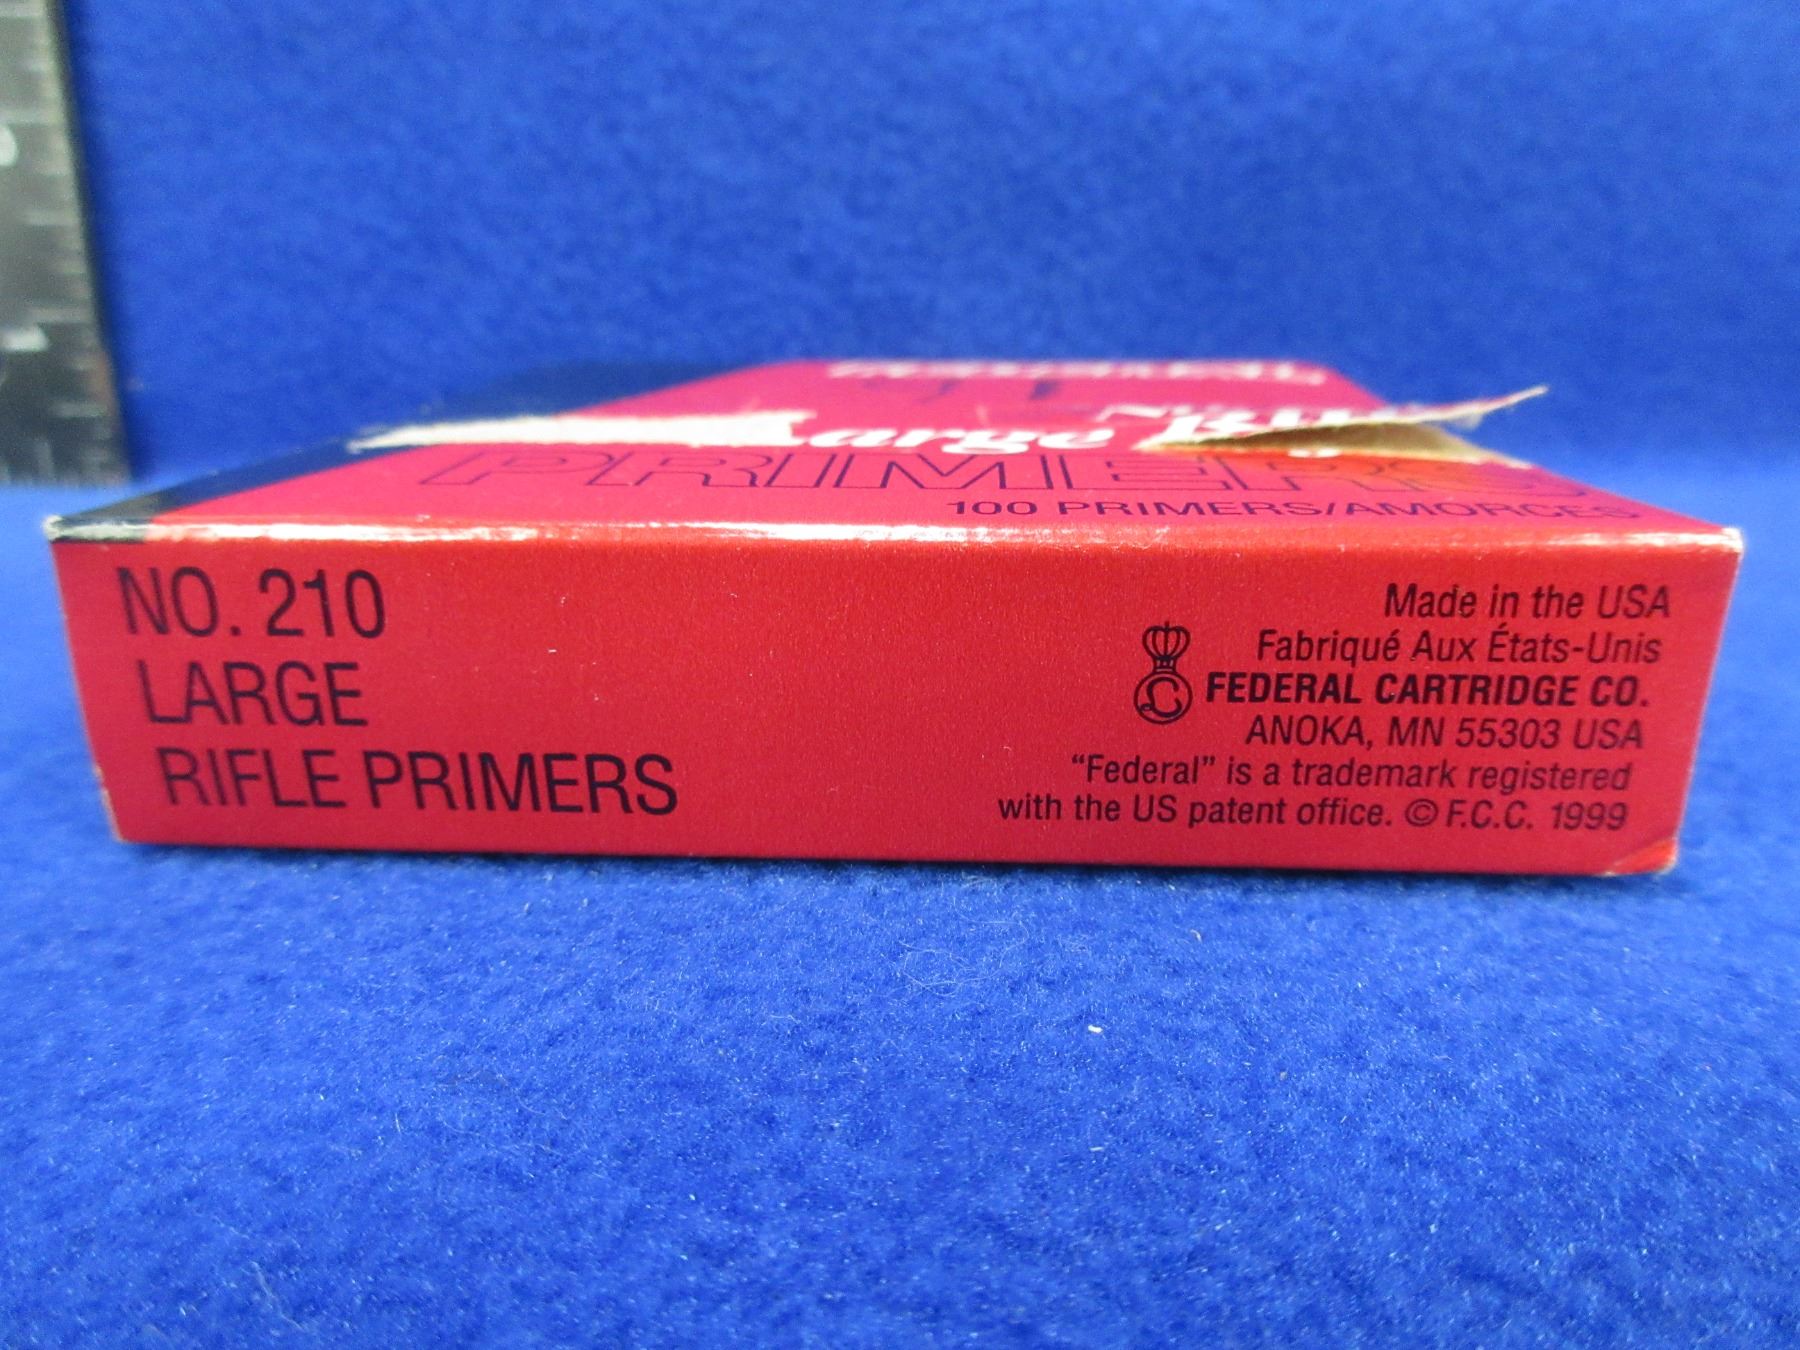 Large
PRIMERS
100 PRIMERS/AMORCES
NO. 210
LARGE
RIFLE PRIMERS
Made in the USA
Fabriqué Aux États-Unis
FEDERAL CARTRIDGE CO.
ANOKA, MN 55303 USA
“Federal” is a trademark registered
with the US patent office. © F.C.C. 1999